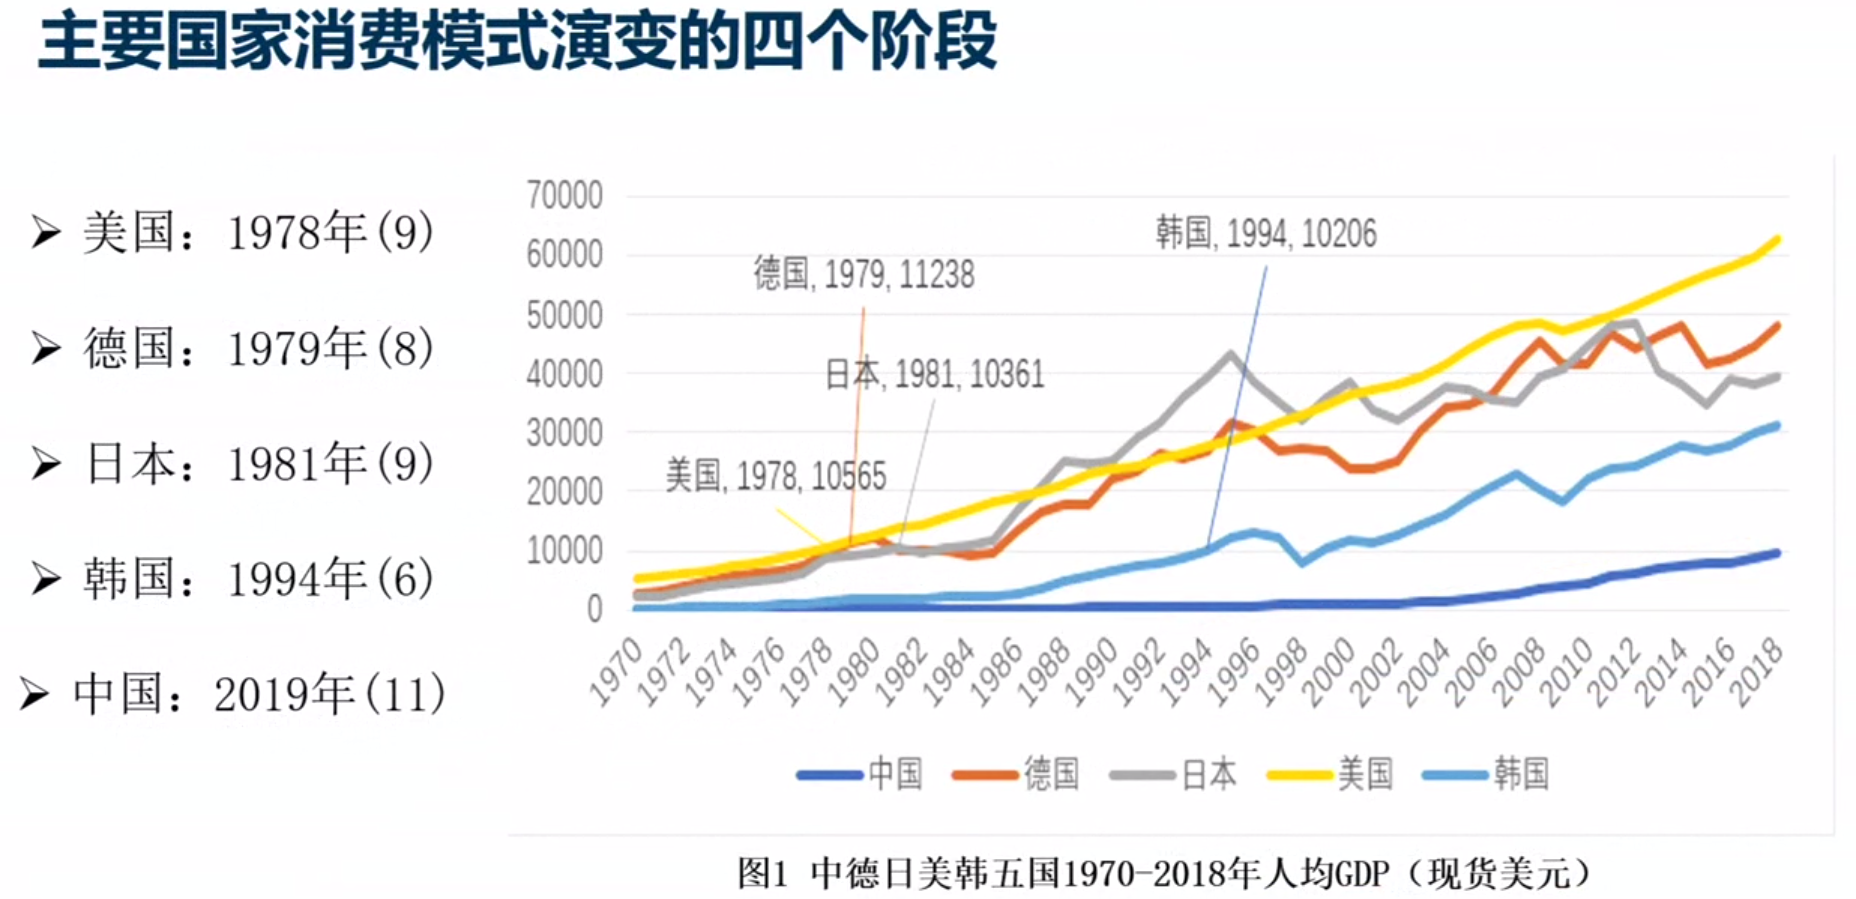 主要国家消费模式演变的四个阶段
➢ 美国：1978年(9)
➢ 德国：1979年(8)
➢ 日本：1981年(9)
➢ 韩国：1994年(6)
➢ 中国：2019年(11)
70000
60000
50000
40000
30000
20000
10000
0
韩国, 1994, 10206
德国, 1979, 11238
日本, 1981, 10361
美国, 1978, 10565
1970 1972 1974 1976 1978 1980 1982 1984 1986 1988 1990 1992 1994 1996 1998 2000 2002 2004 2006 2008 2010 2012 2014 2016 2018
中国 德国 日本 美国 韩国
图1 中德日美韩五国1970-2018年人均GDP（现货美元）